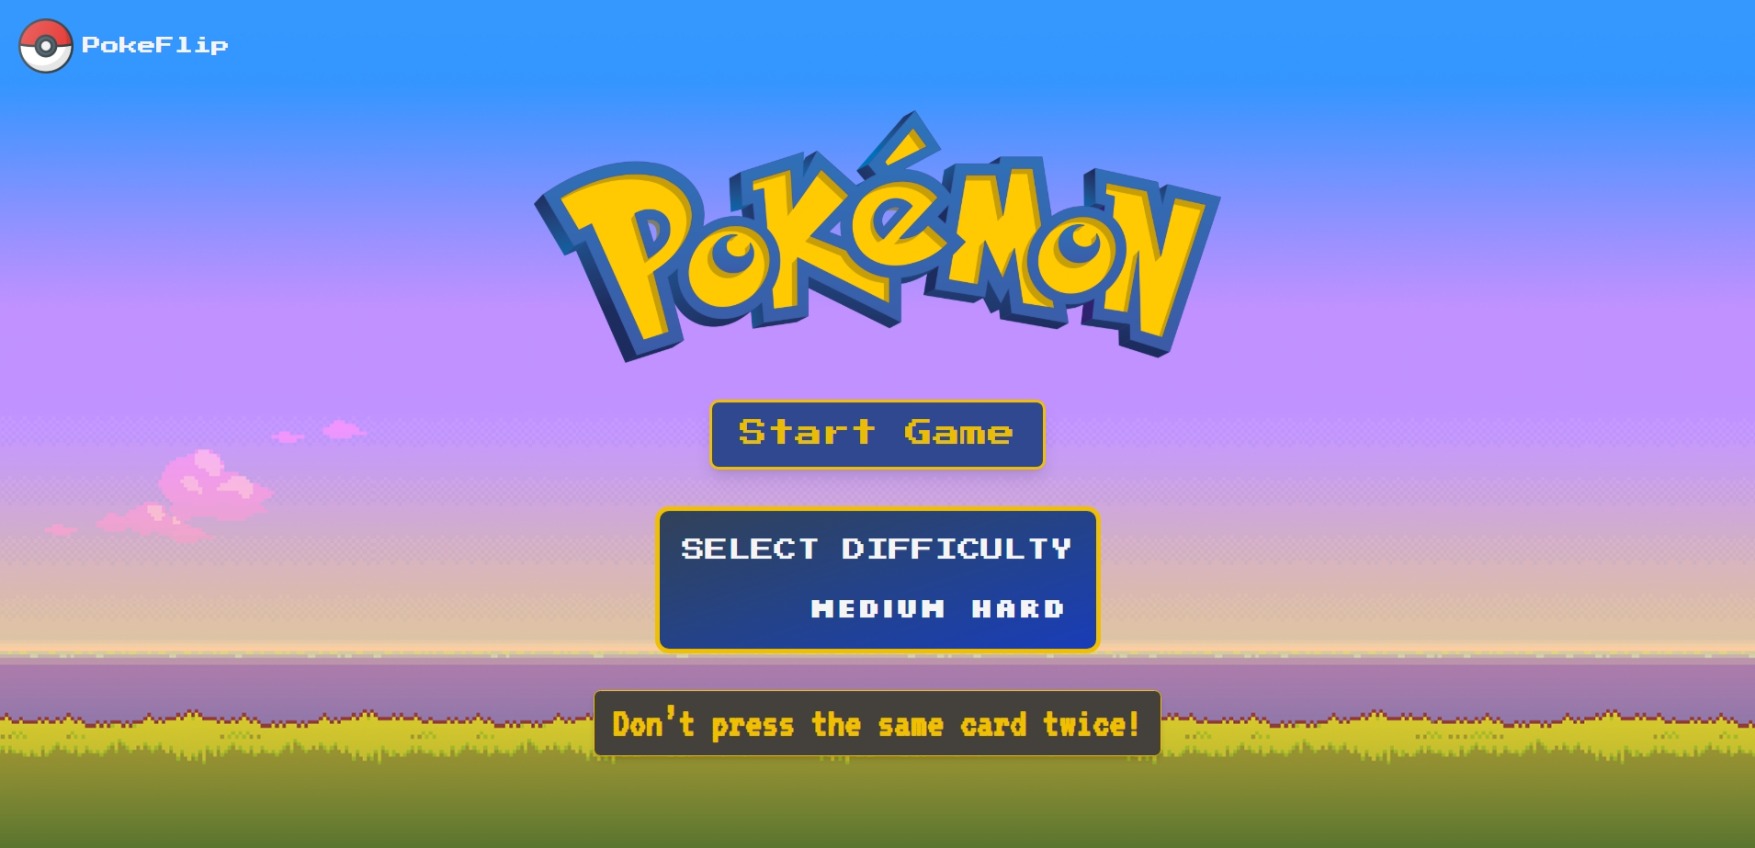 PokeFlip
POKéMON
Start Game
SELECT DIFFICULTY
MEDIUM HARD
Don't press the same card twice!